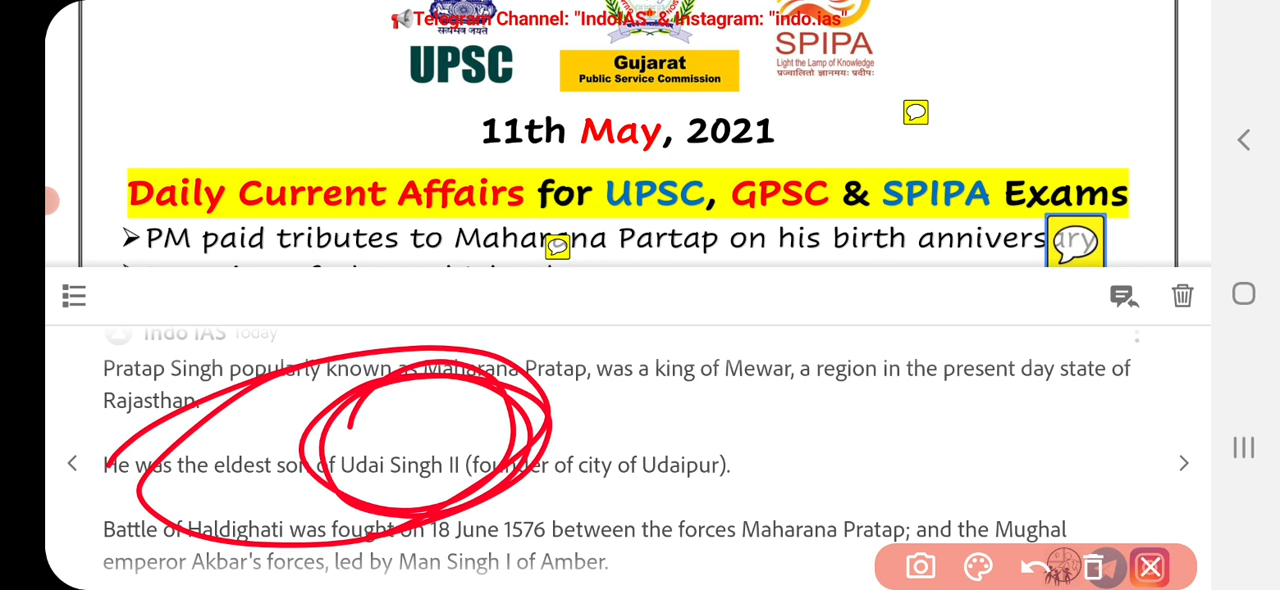 Telegram Channel: "IndoIAS" & Instagram: "indo.ias"
सत्यमेव जयते
UPSC
Gujarat
Public Service Commission
SPIPA
Light the Lamp of Knowledge
प्रज्वालितो ज्ञानमयः प्रदीपः
11th May, 2021
Daily Current Affairs for UPSC, GPSC & SPIPA Exams
➢PM paid tributes to Maharana Partap on his birth anniversary
Indo IAS Today
Pratap Singh popularly known as Maharana Pratap, was a king of Mewar, a region in the present day state of
Rajasthan.
He was the eldest son of Udai Singh II (founder of city of Udaipur).
Battle of Haldighati was fought on 18 June 1576 between the forces Maharana Pratap; and the Mughal
emperor Akbar's forces, led by Man Singh I of Amber.